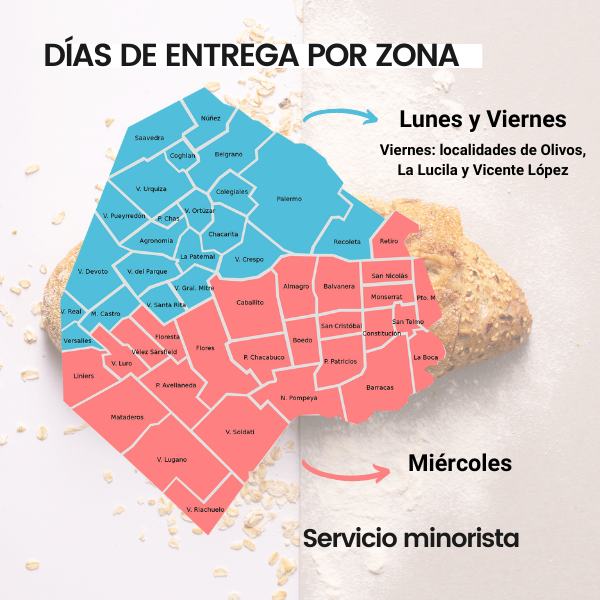 DÍAS DE ENTREGA POR ZONA
Lunes y Viernes
Viernes: localidades de Olivos,
La Lucila y Vicente López
Núñez
Saavedra
Coghlan
Belgrano
V. Urquiza
Colegiales
Palermo
V. Pueyrredón
P. Chas
V. Ortúzar
Agronomía
Chacarita
Recoleta
Retiro
La Paternal
V. Crespo
V. Devoto
V. del Parque
San Nicolás
V. Gral. Mitre
Almagro
Balvanera
Monserrat
Pto. M
V. Santa Rita
Caballito
V. Real
M. Castro
San Telmo
San Cristóbal
Constitución
Versalles
Floresta
Boedo
Vélez Sársfield
Flores
P. Chacabuco
P. Patricios
La Boca
V. Luro
Liniers
P. Avellaneda
Barracas
N. Pompeya
Mataderos
V. Soldati
V. Lugano
Miércoles
V. Riachuelo
Servicio minorista